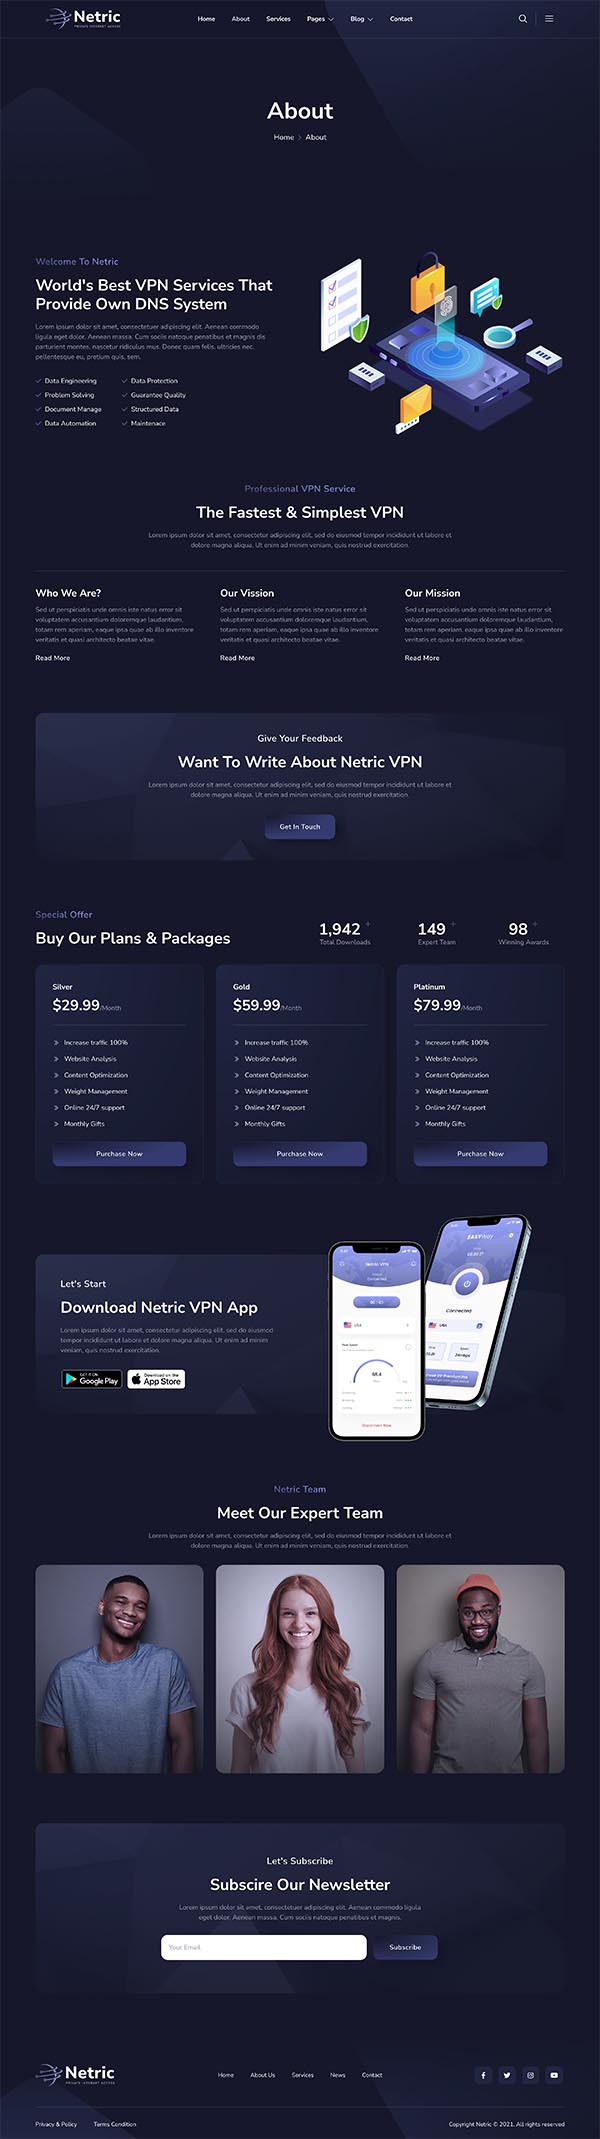 Netric
PRIVATE INTERNET ACCESS
Home About Services Pages Blog Contact
About
Home > About
Welcome To Netric
World's Best VPN Services That
Provide Own DNS System
Lorem ipsum dolor sit amet, consectetuer adipiscing elit. Aenean commodo
ligula eget dolor. Aenean massa. Cum sociis natoque penatibus et magnis dis
parturient montes, nascetur ridiculus mus. Donec quam felis, ultricies nec,
pellentesque eu, pretium quis, sem.
Data Engineering Data Protection
Problem Solving Guarantee Quality
Document Manage Structured Data
Data Automation Maintenace
Professional VPN Service
The Fastest & Simplest VPN
Lorem ipsum dolor sit amet, consectetur adipiscing elit, sed do eiusmod tempor incididunt ut labore et
dolore magna aliqua. Ut enim ad minim veniam, quis nostrud exercitation.
Who We Are?
Sed ut perspiciatis unde omnis iste natus error sit
voluptatem accusantium doloremque laudantium,
totam rem aperiam, eaque ipsa quae ab illo inventore
veritatis et quasi architecto beatae vitae.
Read More
Our Vission
Sed ut perspiciatis unde omnis iste natus error sit
voluptatem accusantium doloremque laudantium,
totam rem aperiam, eaque ipsa quae ab illo inventore
veritatis et quasi architecto beatae vitae.
Read More
Our Mission
Sed ut perspiciatis unde omnis iste natus error sit
voluptatem accusantium doloremque laudantium,
totam rem aperiam, eaque ipsa quae ab illo inventore
veritatis et quasi architecto beatae vitae.
Read More
Give Your Feedback
Want To Write About Netric VPN
Lorem ipsum dolor sit amet, consectetur adipiscing elit, sed do eiusmod tempor incididunt ut labore et
dolore magna aliqua. Ut enim ad minim veniam, quis nostrud exercitation.
Get In Touch
Special Offer
Buy Our Plans & Packages
1,942 +
Total Downloads
149 +
Expert Team
98 +
Winning Awards
Silver
$29.99/Month
Increase traffic 100%
Website Analysis
Content Optimization
Weight Management
Online 24/7 support
Monthly Gifts
Purchase Now
Gold
$59.99/Month
Increase traffic 100%
Website Analysis
Content Optimization
Weight Management
Online 24/7 support
Monthly Gifts
Purchase Now
Platinum
$79.99/Month
Increase traffic 100%
Website Analysis
Content Optimization
Weight Management
Online 24/7 support
Monthly Gifts
Purchase Now
Let's Start
Download Netric VPN App
Lorem ipsum dolor sit amet, consectetur adipiscing elit, sed do eiusmod
tempor incididunt ut labore et dolore magna aliqua. Ut enim ad minim
veniam, quis nostrud exercitation.
GET IT ON
Google Play
Download on the
App Store
Netric VPN
Connected
USA
Disconnect Now
EASYWay
Connected
USA
Netric Team
Meet Our Expert Team
Lorem ipsum dolor sit amet, consectetur adipiscing elit, sed do eiusmod tempor incididunt ut labore et
dolore magna aliqua. Ut enim ad minim veniam, quis nostrud exercitation.
Let's Subscribe
Subscire Our Newsletter
Lorem ipsum dolor sit amet, consectetuer adipiscing elit. Aenean commodo ligula
eget dolor. Aenean massa. Cum sociis natoque penatibus et magnis.
Your Email
Subscribe
Netric
PRIVATE INTERNET ACCESS
Home About Us Services News Contact
Privacy & Policy Terms Condition
Copyright Netric © 2021. All rights reserved